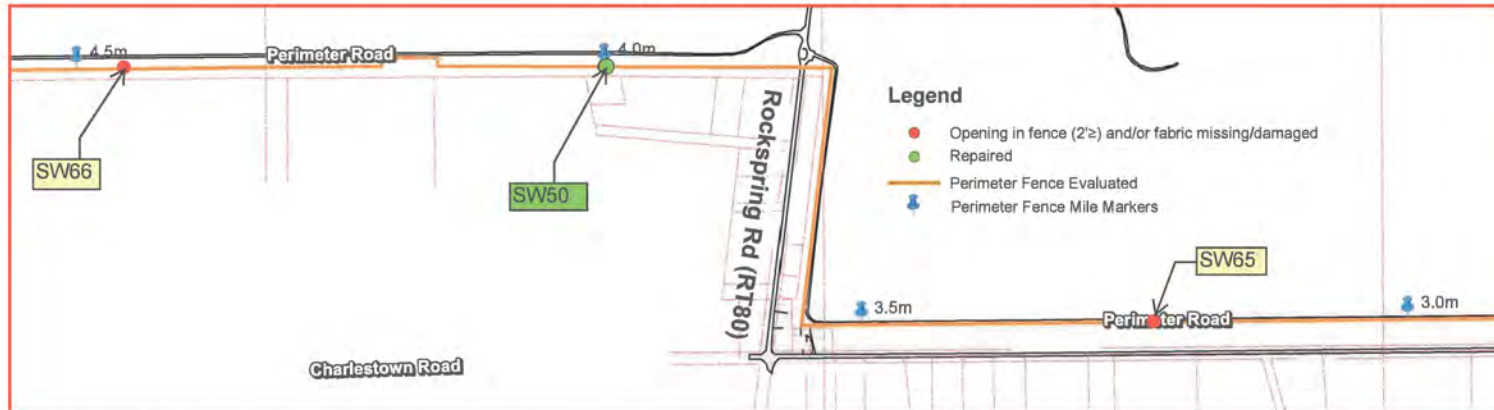 4.5m
Perimeter Road
4.0m
SW66
SW50
Rockspring Rd (RT80)
Legend
Opening in fence (2'≥) and/or fabric missing/damaged
Repaired
Perimeter Fence Evaluated
Perimeter Fence Mile Markers
SW65
3.5m
Perimeter Road
3.0m
Charlestown Road